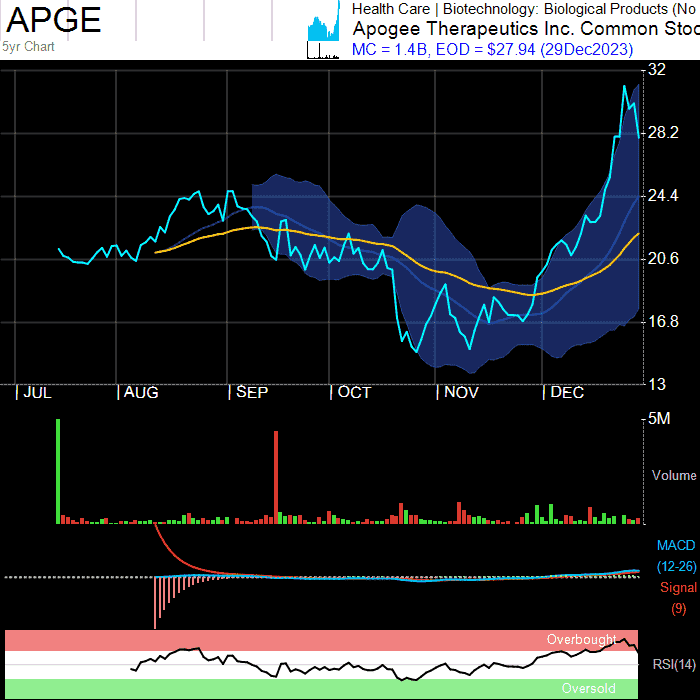 APGE
5yr Chart
Health Care | Biotechnology: Biological Products (No
Apogee Therapeutics Inc. Common Stoc
MC = 1.4B, EOD = $27.94 (29Dec2023)
32
28.2
24.4
20.6
16.8
13
JUL
AUG
SEP
OCT
NOV
DEC
5M
Volume
MACD
(12-26)
Signal
(9)
Overbought
RSI(14)
Oversold